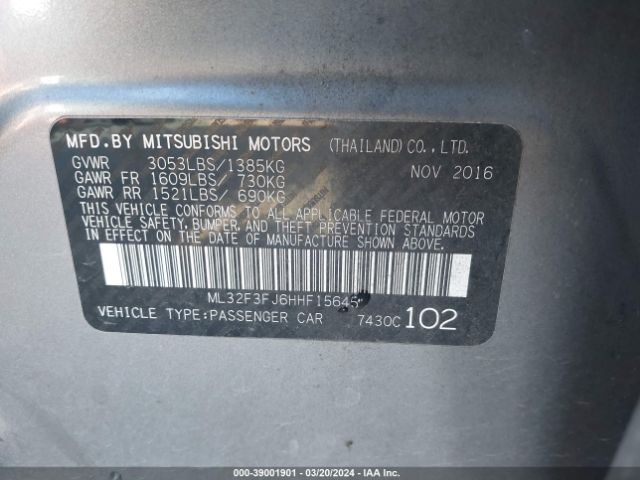 MFD.BY MITSUBISHI MOTORS (THAILAND)CO.,LTD.
GVWR 3053LBS/1385KG NOV 2016
GAWR FR 1609LBS/ 730KG
GAWR RR 1521LBS/ 690KG
THIS VEHICLE CONFORMS TO ALL APPLICABLE FEDERAL MOTOR
VEHICLE SAFETY, BUMPER, AND THEFT PREVENTION STANDARDS
IN EFFECT ON THE DATE OF MANUFACTURE SHOWN ABOVE.
VEHICLE TYPE:PASSENGER CAR 7430C 102
000-39001901 - 03/20/2024 - IAA Inc.